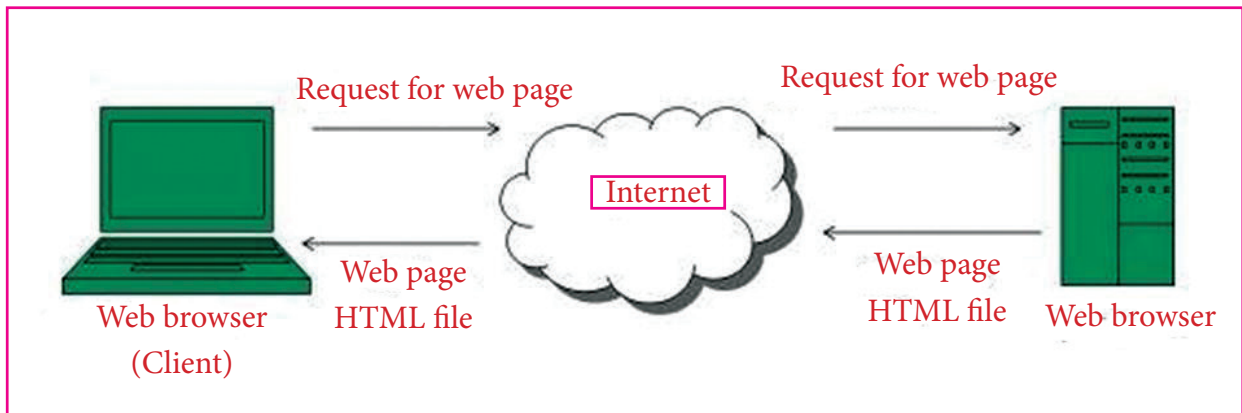 Request for web page
Request for web page
Internet
Web page
HTML file
Web page
HTML file
Web browser
(Client)
Web browser